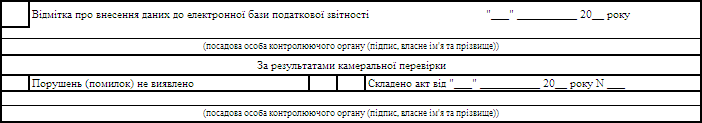 Відмітка про внесення даних до електронної бази податкової звітності "___" ___________ 20__ року
(посадова особа контролюючого органу (підпис, власне ім'я та прізвище))
За результатами камеральної перевірки
Порушень (помилок) не виявлено Складено акт від "___" ___________ 20__ року N ___
(посадова особа контролюючого органу (підпис, власне ім'я та прізвище))